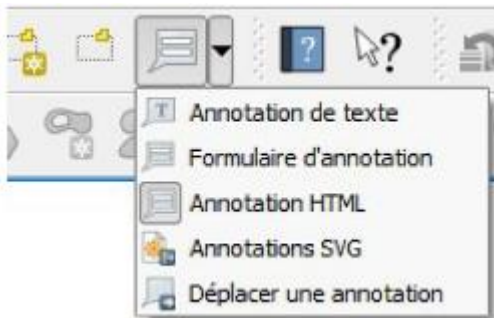 Annotation de texte
Formulaire d'annotation
Annotation HTML
Annotations SVG
Déplacer une annotation